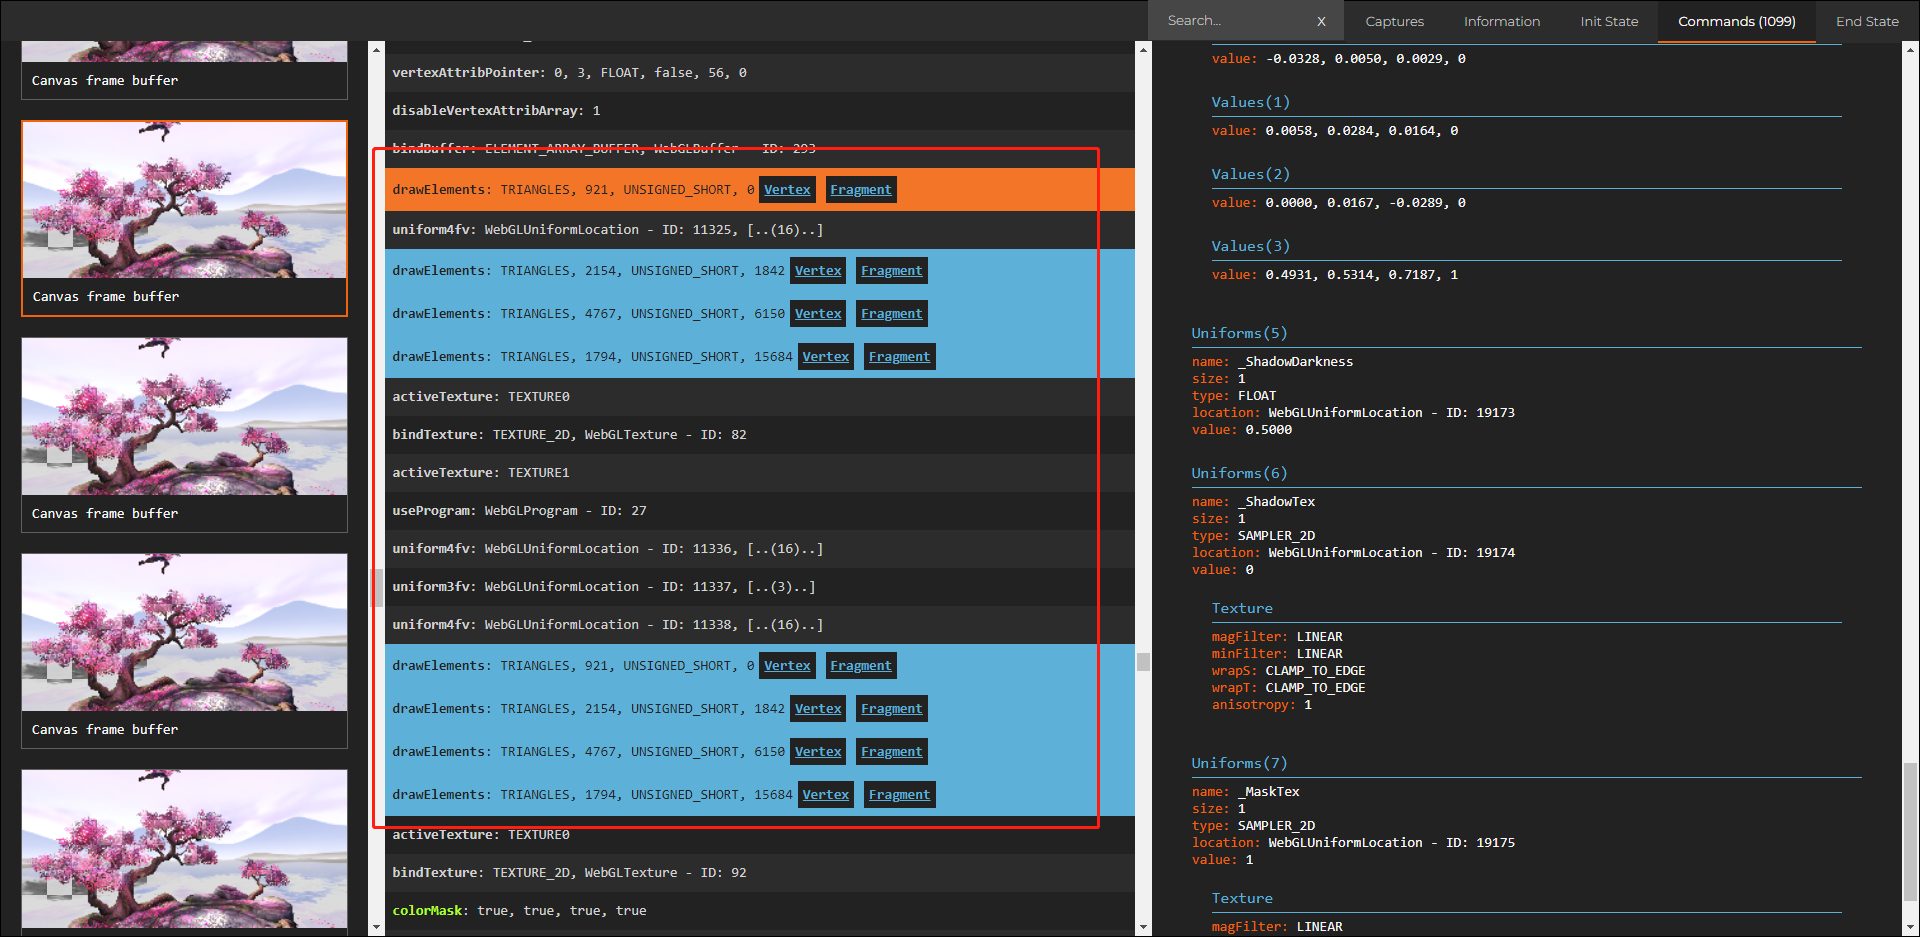 Search...
X
Captures
Information
Init State
Commands (1099)
End State
Canvas frame buffer
Canvas frame buffer
Canvas frame buffer
Canvas frame buffer
vertexAttribPointer: 0, 3, FLOAT, false, 56, 0
disableVertexAttribArray: 1
bindBuffer: ELEMENT_ARRAY_BUFFER, WebGLBuffer - ID: 293
drawElements: TRIANGLES, 921, UNSIGNED_SHORT, 0 Vertex Fragment
uniform4fv: WebGLUniformLocation - ID: 11325, [..(16)..]
drawElements: TRIANGLES, 2154, UNSIGNED_SHORT, 1842 Vertex Fragment
drawElements: TRIANGLES, 4767, UNSIGNED_SHORT, 6150 Vertex Fragment
drawElements: TRIANGLES, 1794, UNSIGNED_SHORT, 15684 Vertex Fragment
activeTexture: TEXTURE0
bindTexture: TEXTURE_2D, WebGLTexture - ID: 82
activeTexture: TEXTURE1
useProgram: WebGLProgram - ID: 27
uniform4fv: WebGLUniformLocation - ID: 11336, [..(16)..]
uniform3fv: WebGLUniformLocation - ID: 11337, [..(3)..]
uniform4fv: WebGLUniformLocation - ID: 11338, [..(16)..]
drawElements: TRIANGLES, 921, UNSIGNED_SHORT, 0 Vertex Fragment
drawElements: TRIANGLES, 2154, UNSIGNED_SHORT, 1842 Vertex Fragment
drawElements: TRIANGLES, 4767, UNSIGNED_SHORT, 6150 Vertex Fragment
drawElements: TRIANGLES, 1794, UNSIGNED_SHORT, 15684 Vertex Fragment
activeTexture: TEXTURE0
bindTexture: TEXTURE_2D, WebGLTexture - ID: 92
colorMask: true, true, true, true
value: -0.0328, 0.0050, 0.0029, 0
Values(1)
value: 0.0058, 0.0284, 0.0164, 0
Values(2)
value: 0.0000, 0.0167, -0.0289, 0
Values(3)
value: 0.4931, 0.5314, 0.7187, 1
Uniforms(5)
name: _ShadowDarkness
size: 1
type: FLOAT
location: WebGLUniformLocation - ID: 19173
value: 0.5000
Uniforms(6)
name: _ShadowTex
size: 1
type: SAMPLER_2D
location: WebGLUniformLocation - ID: 19174
value: 0
Texture
magFilter: LINEAR
minFilter: LINEAR
wrapS: CLAMP_TO_EDGE
wrapT: CLAMP_TO_EDGE
anisotropy: 1
Uniforms(7)
name: _MaskTex
size: 1
type: SAMPLER_2D
location: WebGLUniformLocation - ID: 19175
value: 1
Texture
magFilter: LINEAR